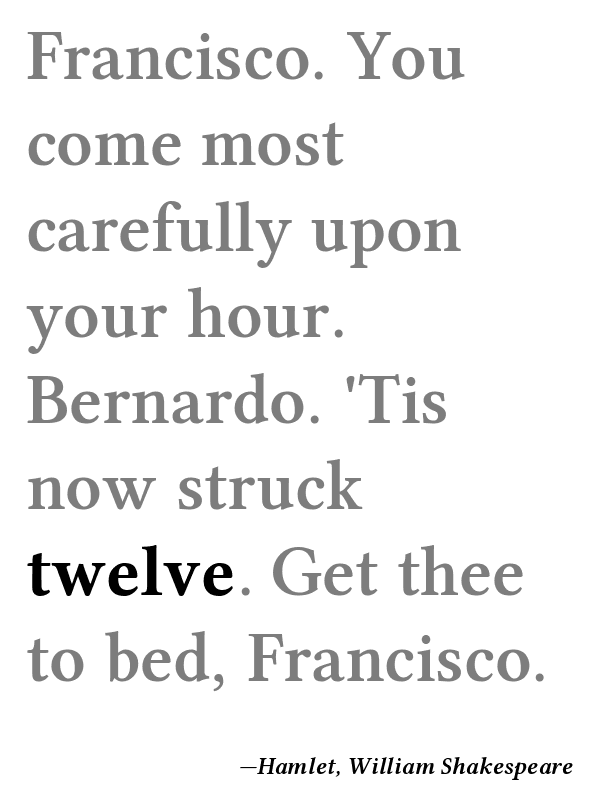 Francisco. You
come most
carefully upon
your hour.
Bernardo. 'Tis
now struck
twelve. Get thee
to bed, Francisco.
—Hamlet, William Shakespeare